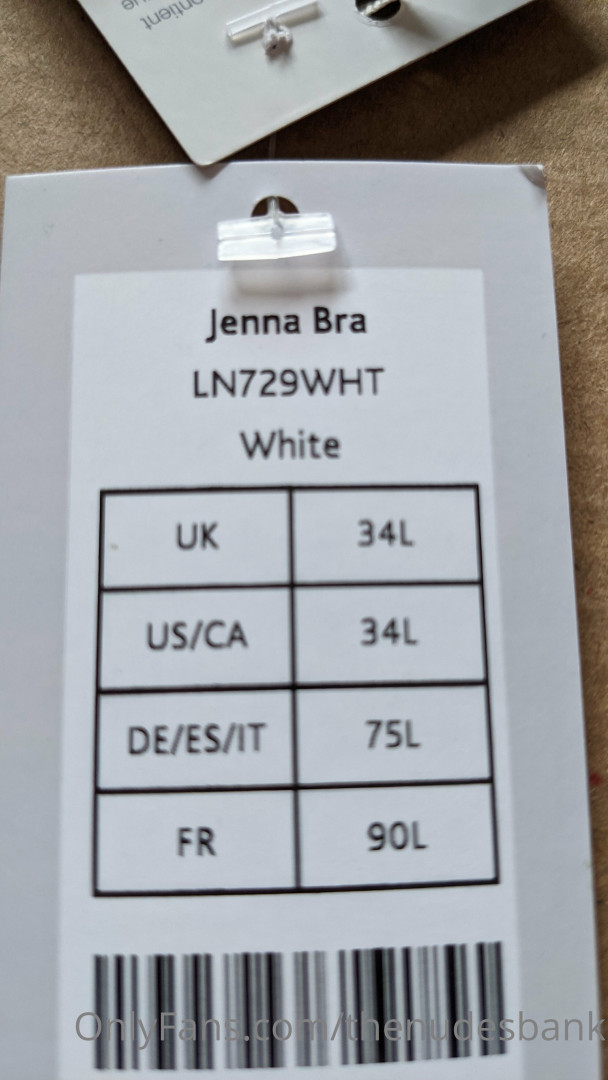 Jenna Bra
LN729WHT
White
UK 34L
US/CA 34L
DE/ES/IT 75L
FR 90L
OnlyFans.com/thenudesbank